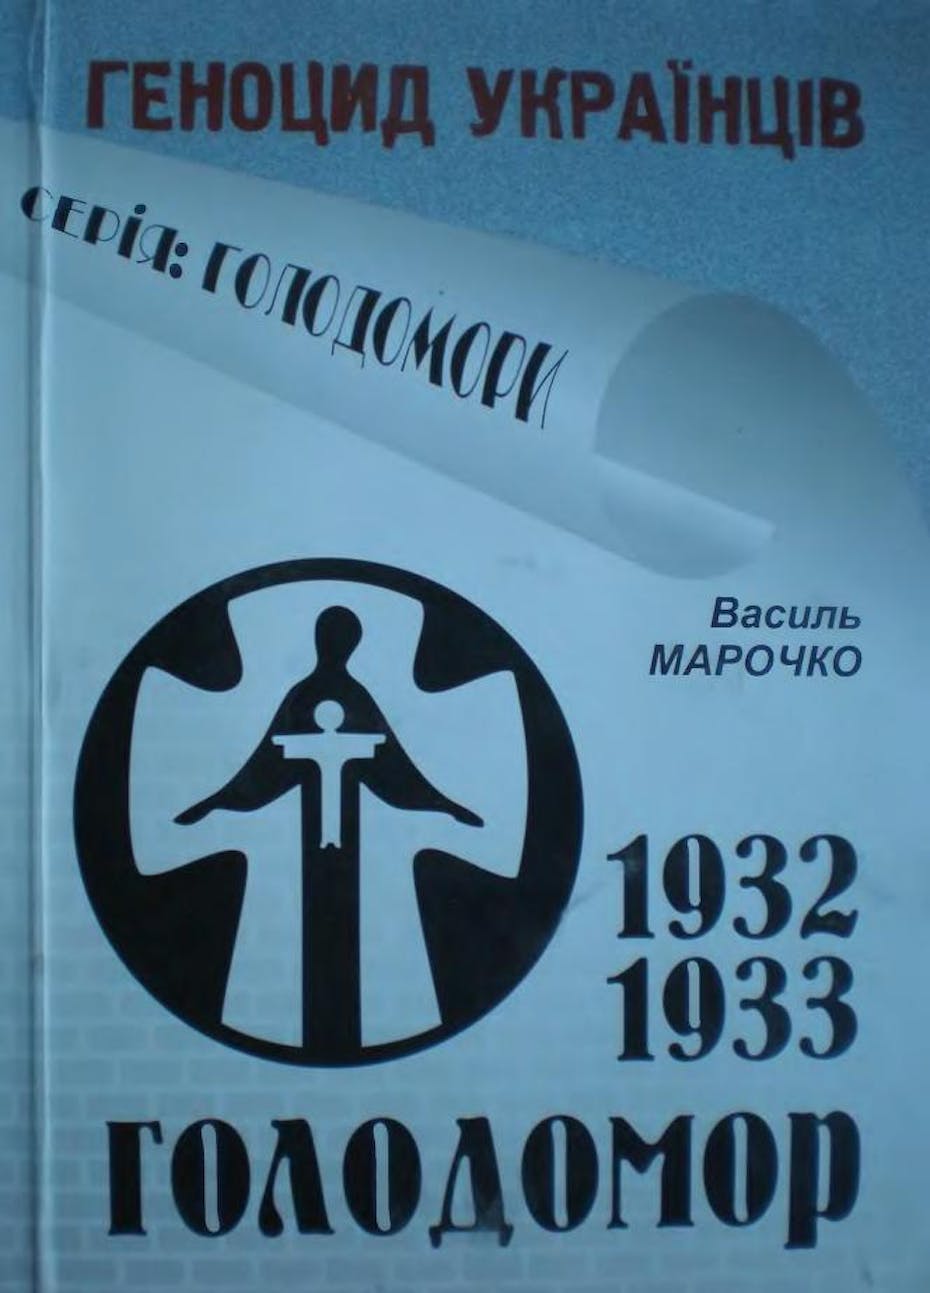 ГЕНОЦИД УКРАЇНЦІВ
серія: ГОЛОДОМОРИ
Василь
МАРОЧКО
1932
1933
ГОЛОДОМОР